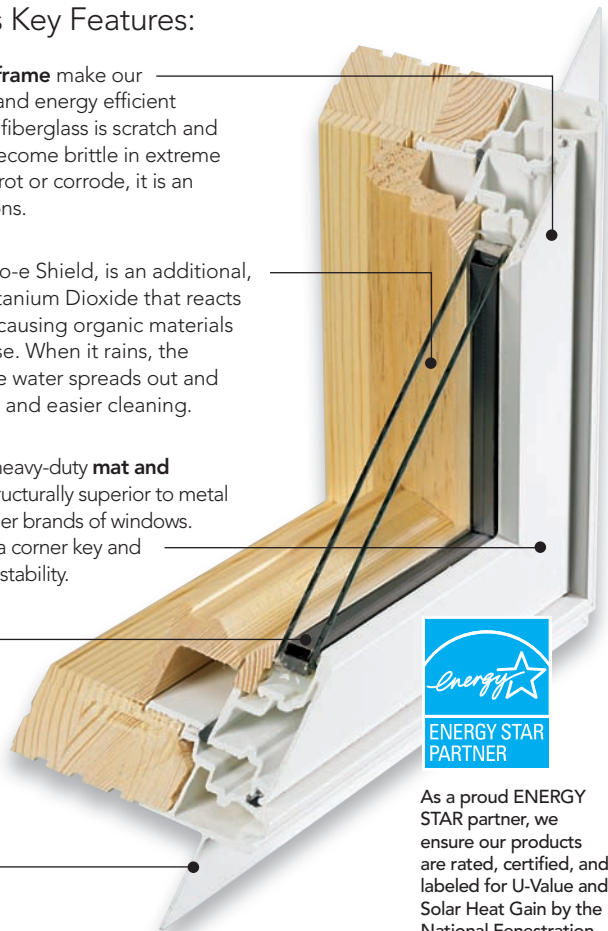 s Key Features:
frame make our
and energy efficient
fiberglass is scratch and
ecome brittle in extreme
rot or corrode, it is an
ons.
o-e Shield, is an additional,
tanium Dioxide that reacts
causing organic materials
se. When it rains, the
e water spreads out and
and easier cleaning.
heavy-duty mat and
ructurally superior to metal
er brands of windows.
a corner key and
stability.
energy
ENERGY STAR
PARTNER
As a proud ENERGY
STAR partner, we
ensure our products
are rated, certified, and
labeled for U-Value and
Solar Heat Gain by the
National Fenestration